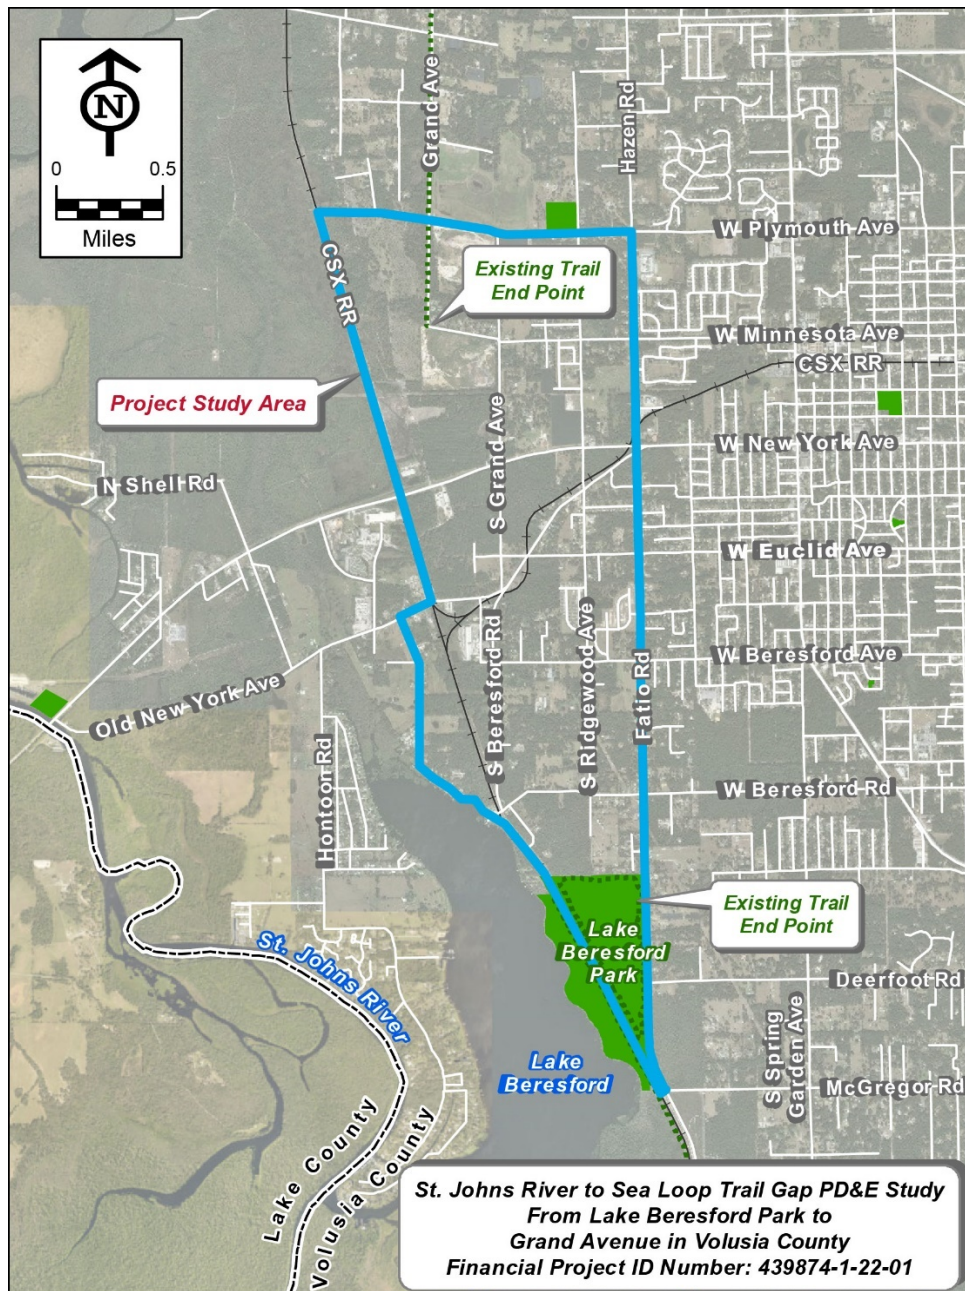 N
0
0.5
Miles
Grand Ave
Hazen Rd
W Plymouth Ave
CSX RR
Existing Trail
End Point
W Minnesota Ave
CSX RR
Project Study Area
S Grand Ave
W New York Ave
N Shell Rd
W Euclid Ave
S Beresford Rd
S Ridgewood Ave
Fatio Rd
W Beresford Ave
Old New York Ave
Hontoon Rd
W Beresford Rd
Existing Trail
End Point
Lake
Beresford
Park
St. Johns River
Deerfoot Rd
S Spring
Garden Ave
Lake
Beresford
McGregor Rd
Lake County
Volusia County
St. Johns River to Sea Loop Trail Gap PD&E Study
From Lake Beresford Park to
Grand Avenue in Volusia County
Financial Project ID Number: 439874-1-22-01